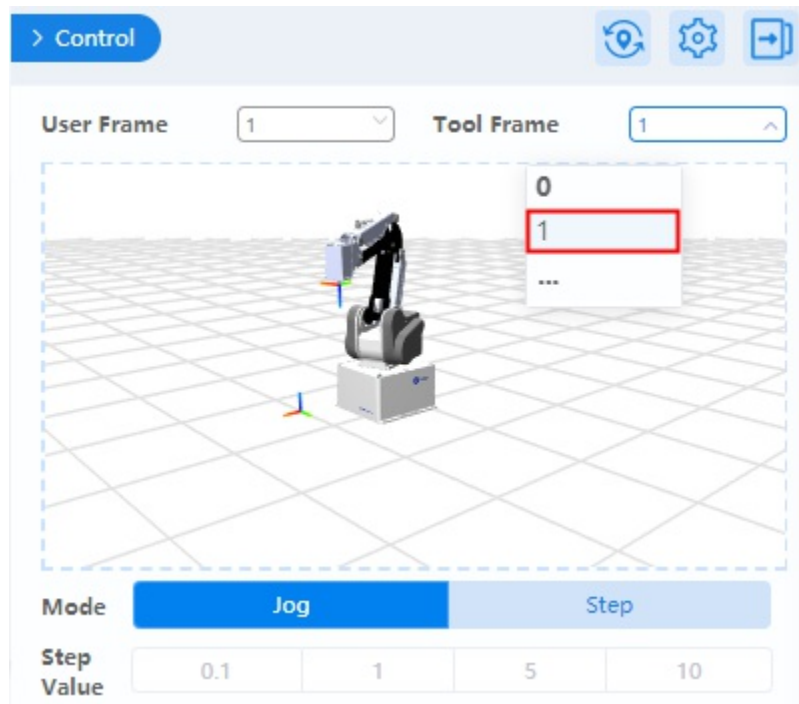 > Control
User Frame 1 Tool Frame 1
0
1
...
Mode Jog Step
Step Value 0.1 1 5 10